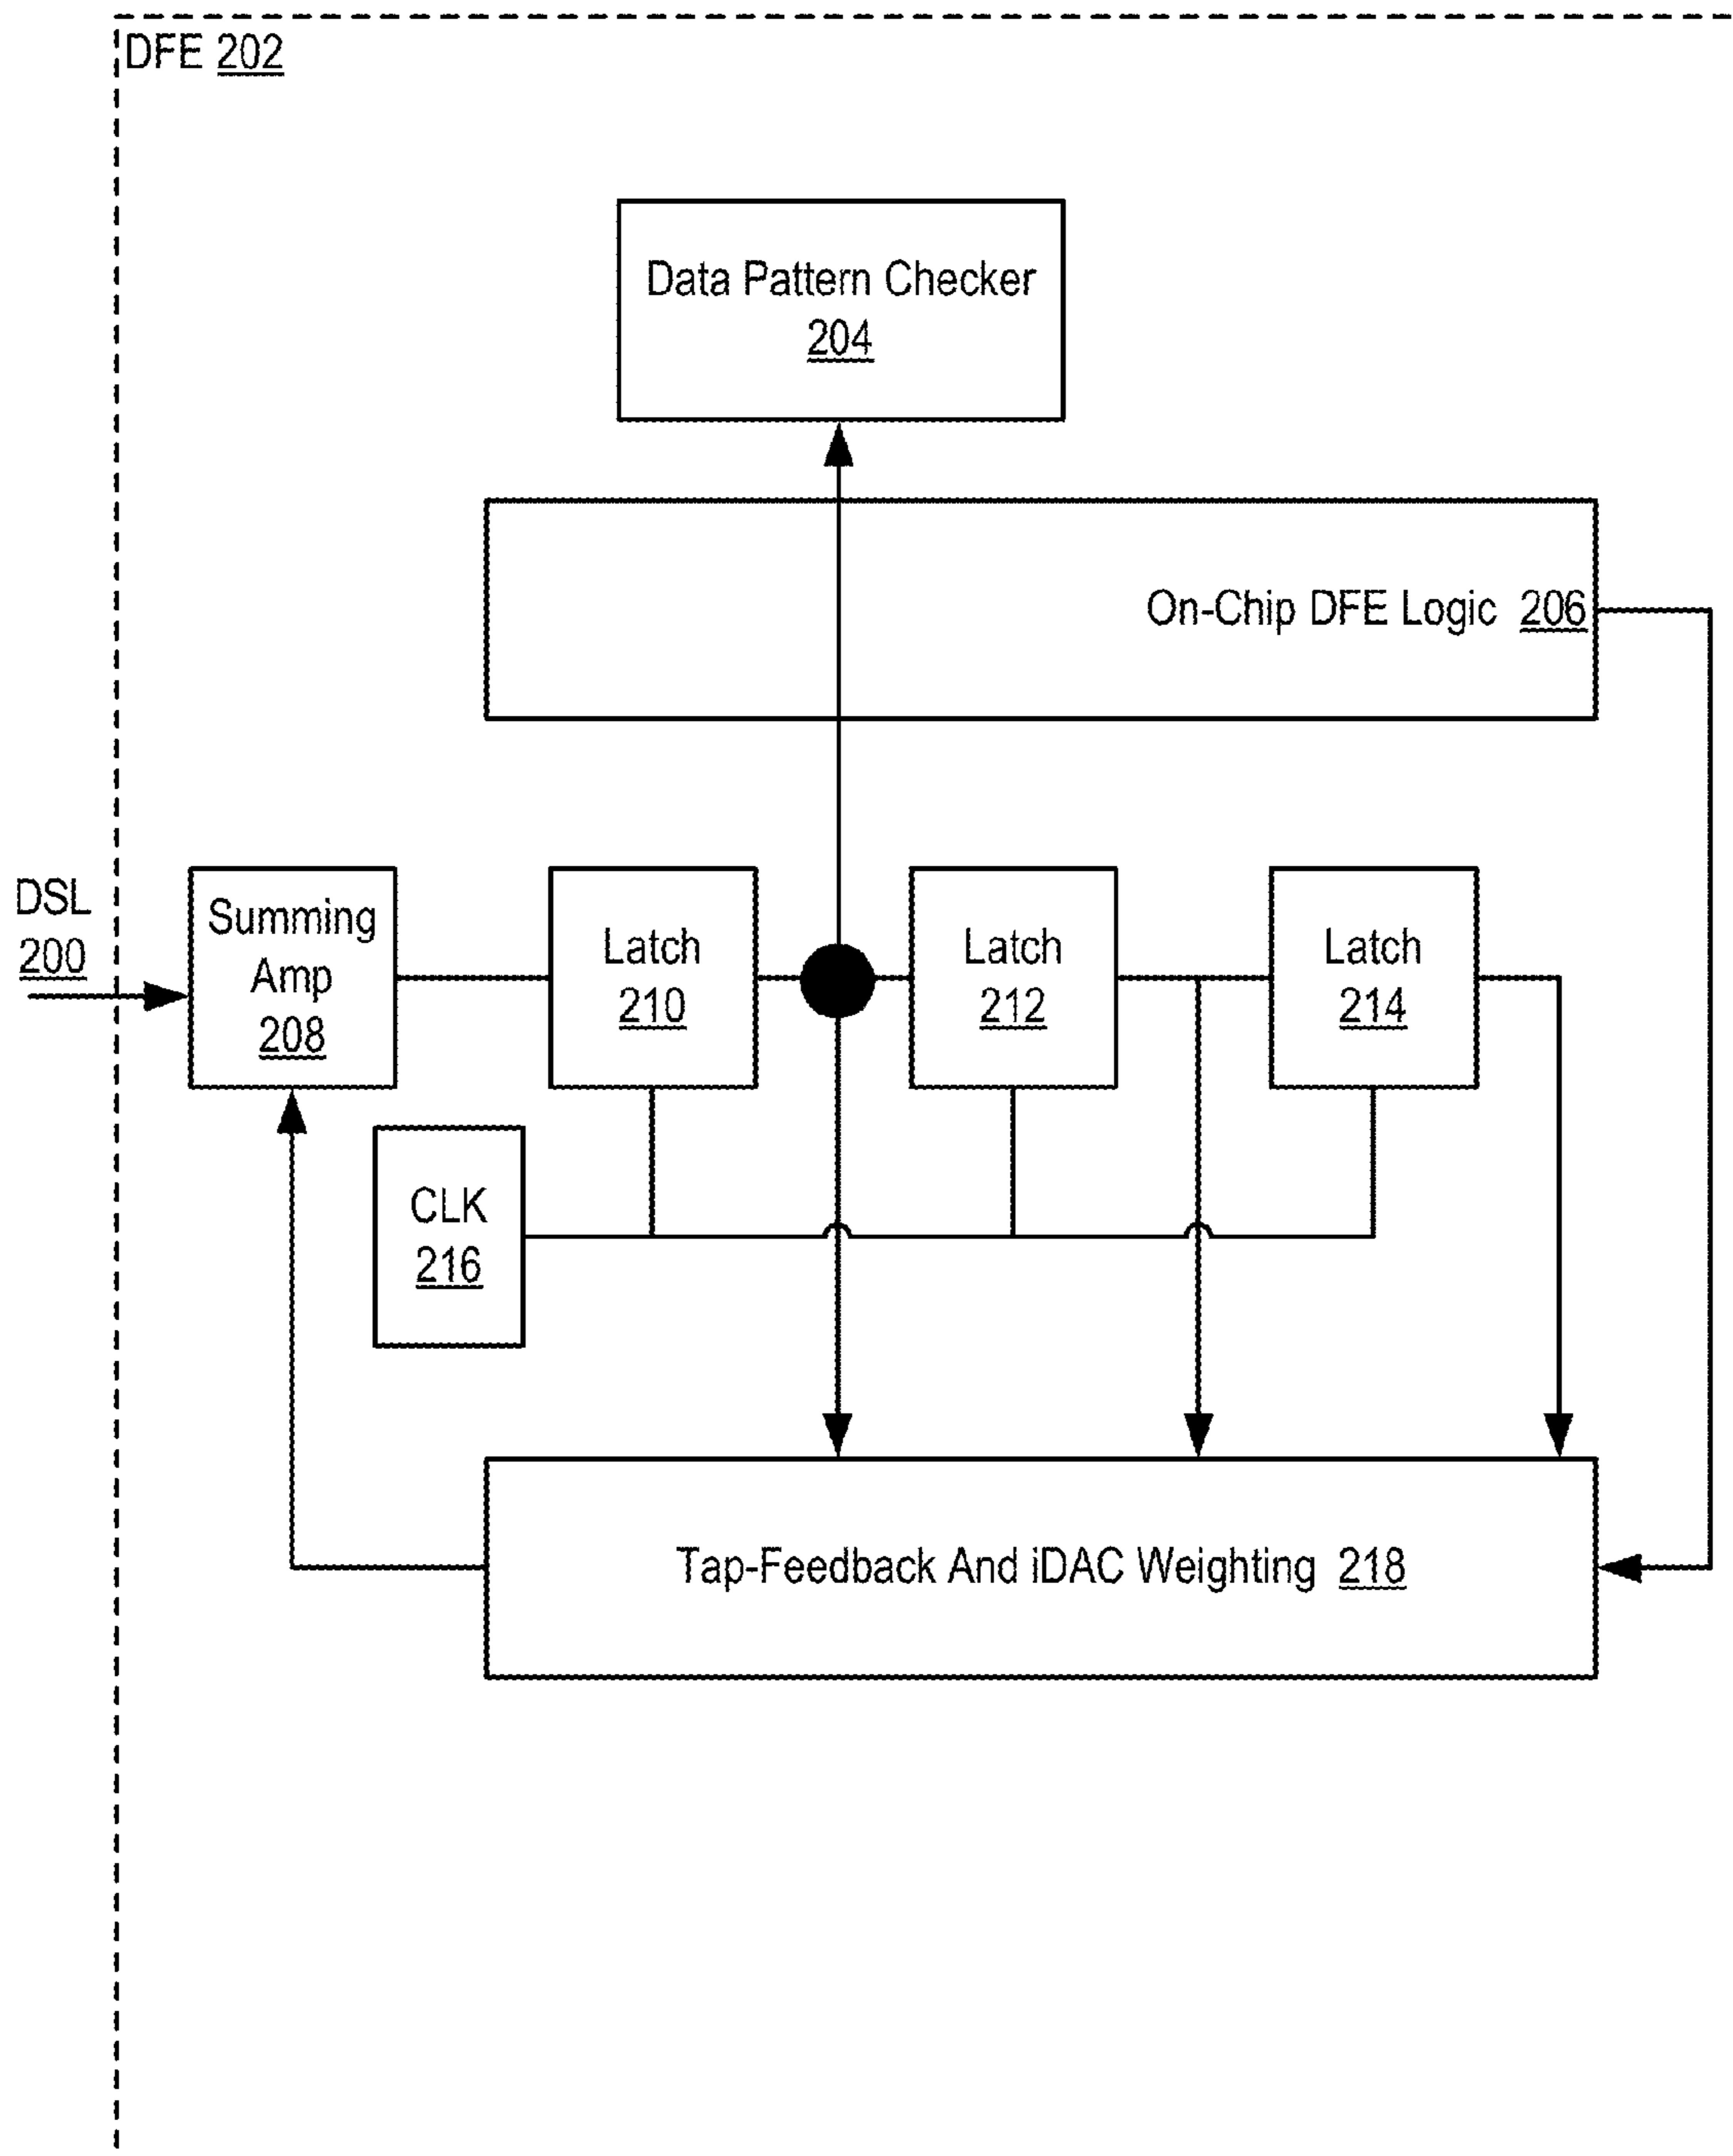 DFE 202
Data Pattern Checker
204
On-Chip DFE Logic 206
DSL
200
Summing
Amp
208
Latch
210
Latch
212
Latch
214
CLK
216
Tap-Feedback And iDAC Weighting 218